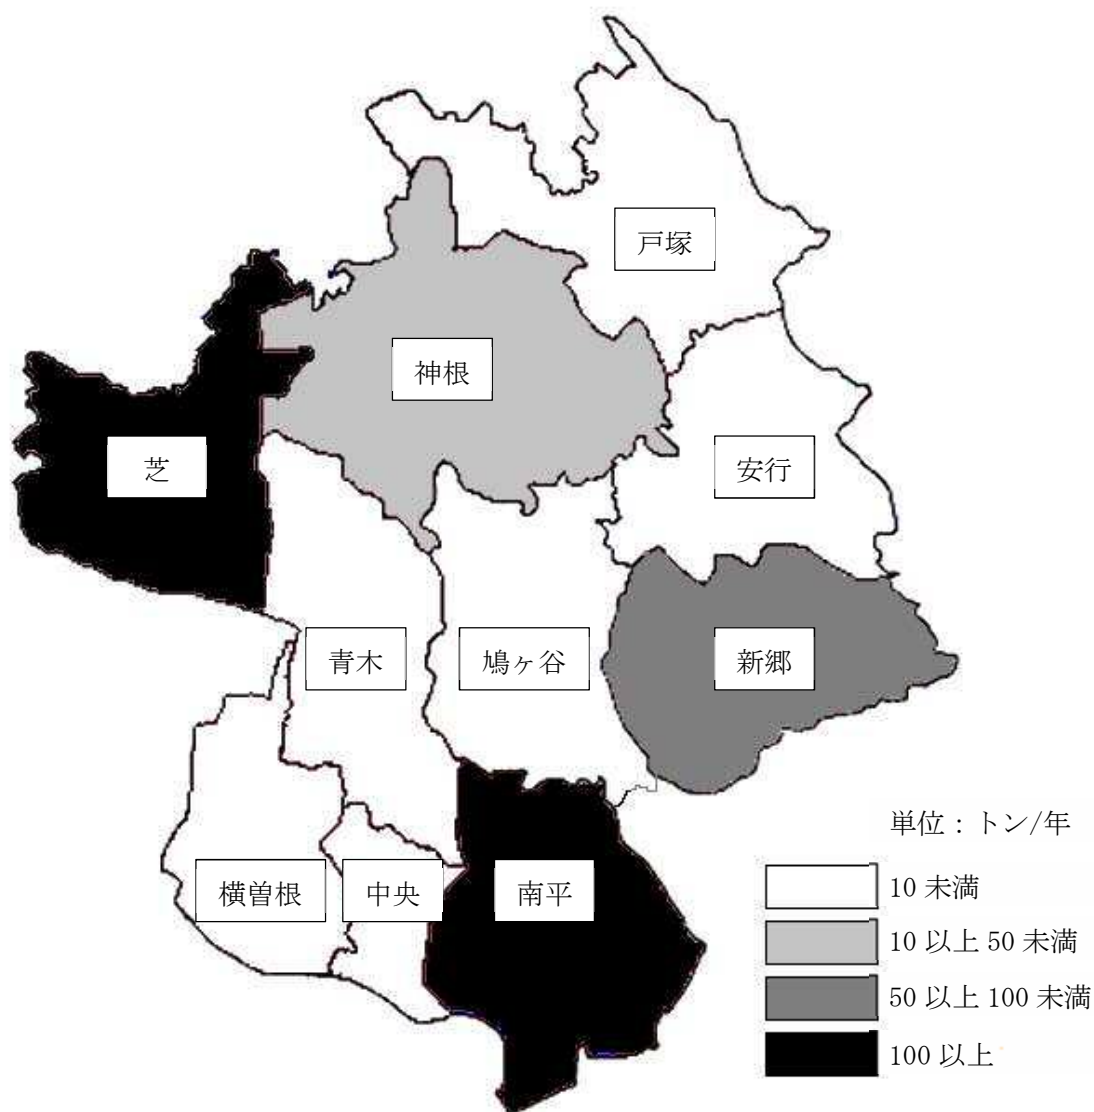 戸塚
神根
芝
安行
青木
鳩ヶ谷
新郷
単位：トン/年
横曽根
中央
南平
10 未満
10 以上 50 未満
50 以上 100 未満
100 以上